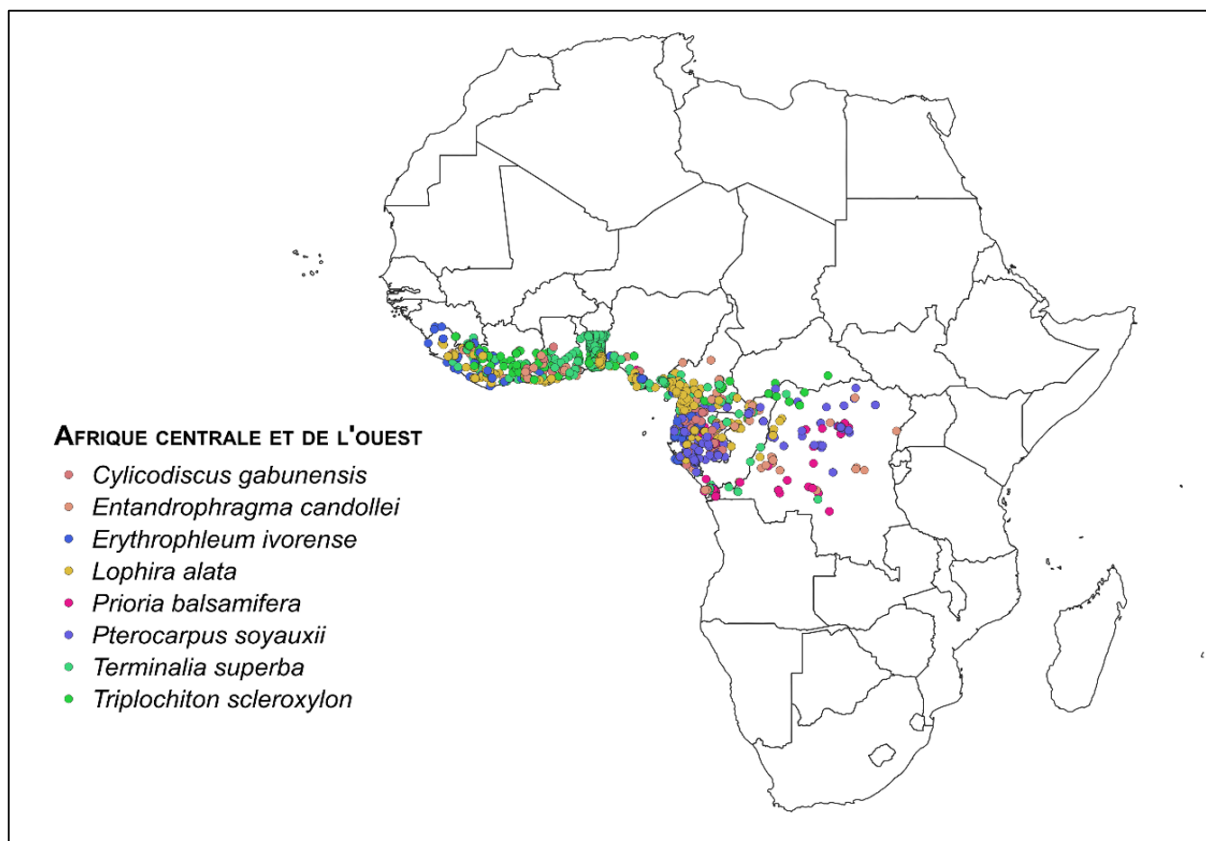 AFRIQUE CENTRALE ET DE L'OUEST
Cylicodiscus gabunensis
Entandrophragma candollei
Erythrophleum ivorense
Lophira alata
Prioria balsamifera
Pterocarpus soyauxii
Terminalia superba
Triplochiton scleroxylon